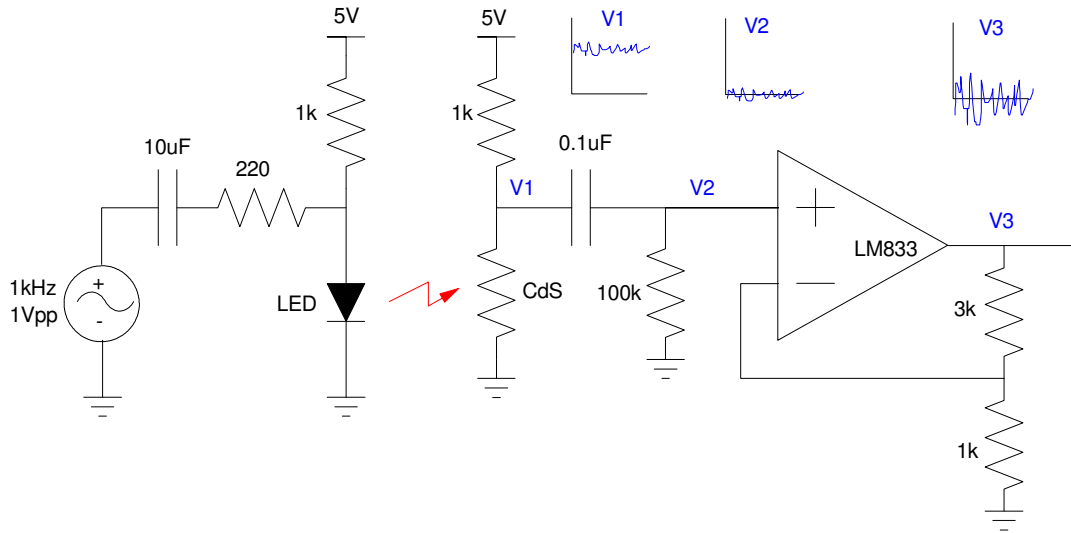 5V
5V
V1
V2
V3
1k
1k
10uF
0.1uF
220
V1
V2
V3
+
LM833
1kHz
1Vpp
+
-
LED
CdS
100k
−
3k
1k